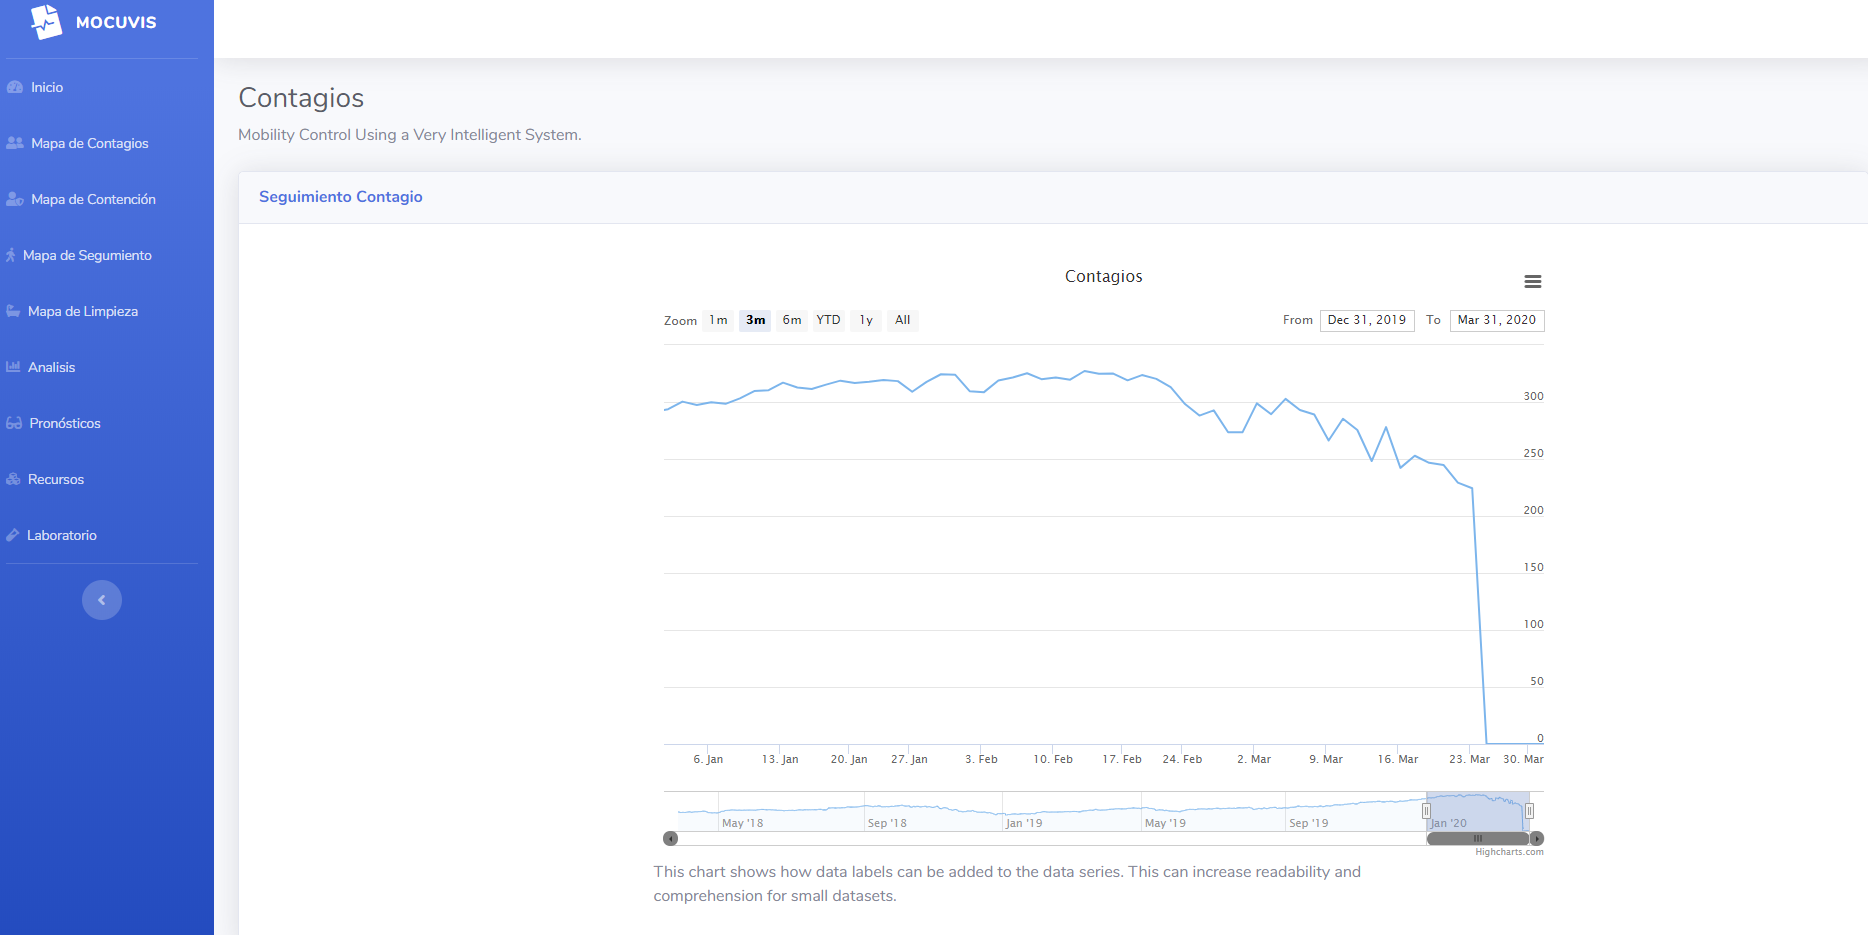 MOCUVIS
Inicio
Mapa de Contagios
Mapa de Contención
Mapa de Segumiento
Mapa de Limpieza
Analisis
Pronósticos
Recursos
Laboratorio
Contagios
Mobility Control Using a Very Intelligent System.
Seguimiento Contagio
Contagios
Zoom 1m 3m 6m YTD 1y All From Dec 31, 2019 To Mar 31, 2020
300
250
200
150
100
50
0
6. Jan 13. Jan 20. Jan 27. Jan 3. Feb 10. Feb 17. Feb 24. Feb 2. Mar 9. Mar 16. Mar 23. Mar 30. Mar
May '18 Sep '18 Jan '19 May '19 Sep '19 Jan '20
Highcharts.com
This chart shows how data labels can be added to the data series. This can increase readability and
comprehension for small datasets.